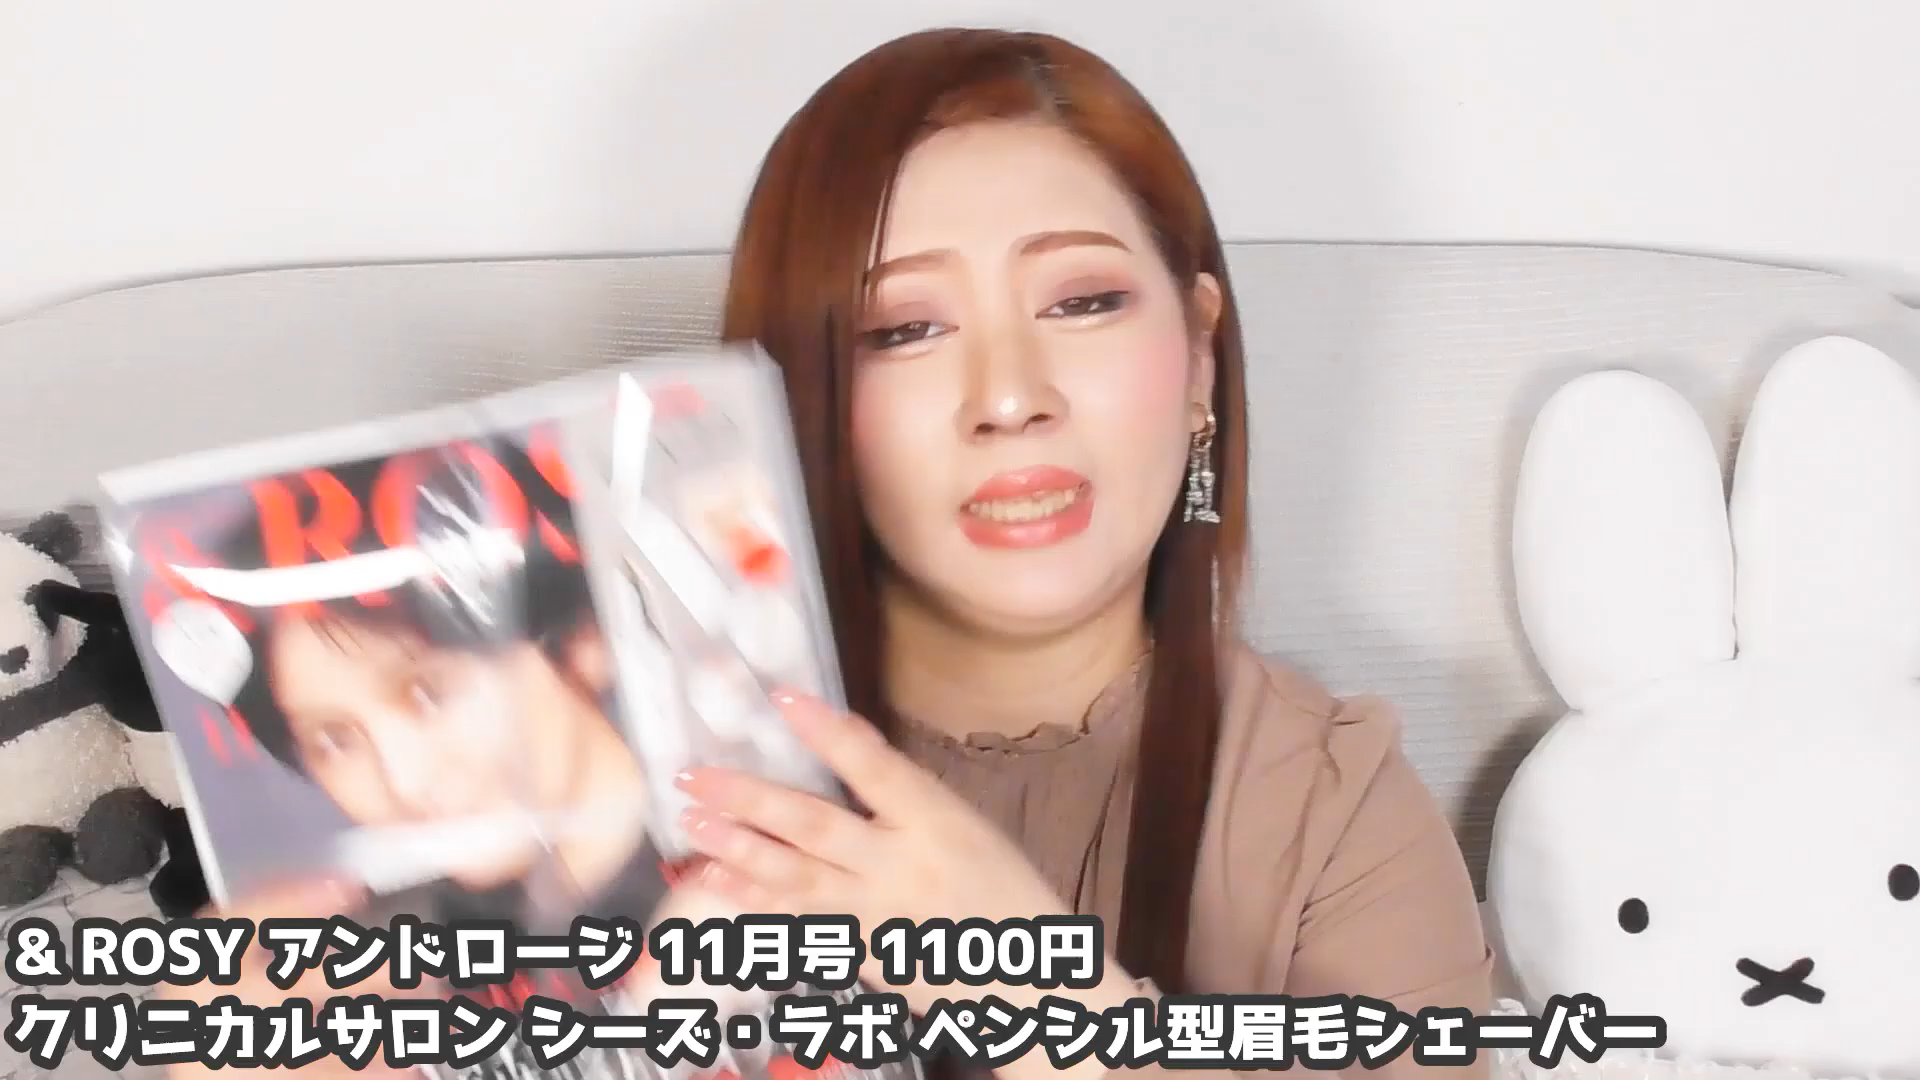 & ROS
11
& ROSY アンドロージ 11月号 1100円
クリニカルサロン シーズ・ラボ ペンシル型眉毛シェーバー